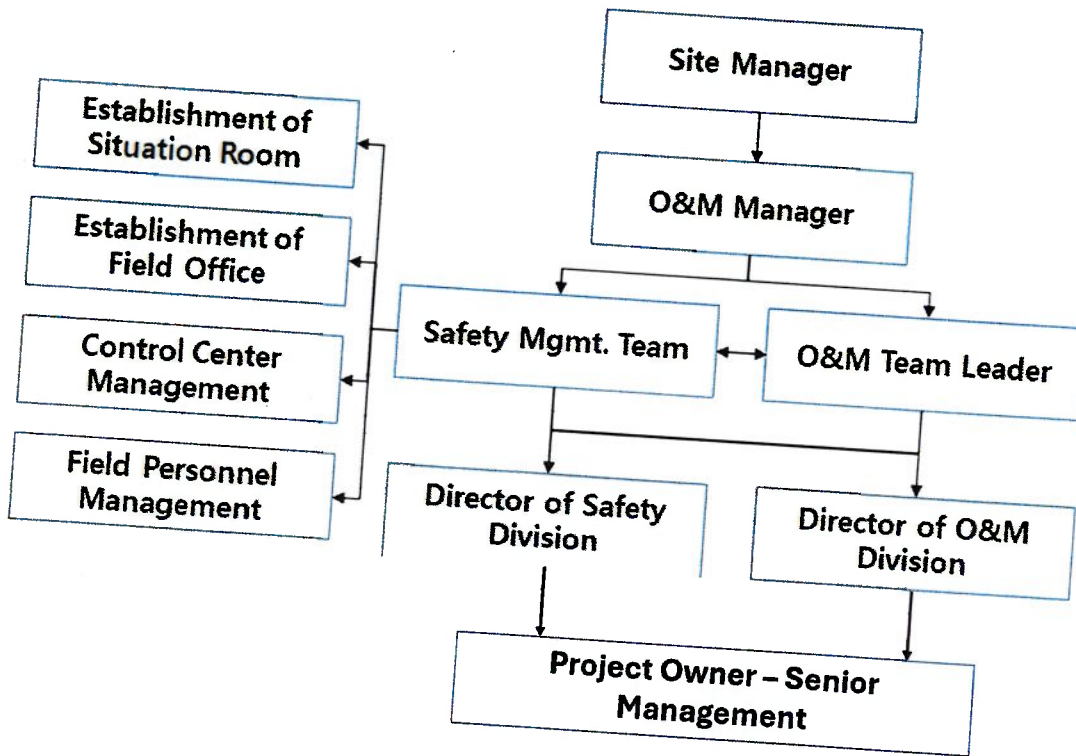 Site Manager
O&M Manager
Safety Mgmt. Team
O&M Team Leader
Establishment of
Situation Room
Establishment of
Field Office
Control Center
Management
Field Personnel
Management
Director of Safety
Division
Director of O&M
Division
Project Owner – Senior
Management